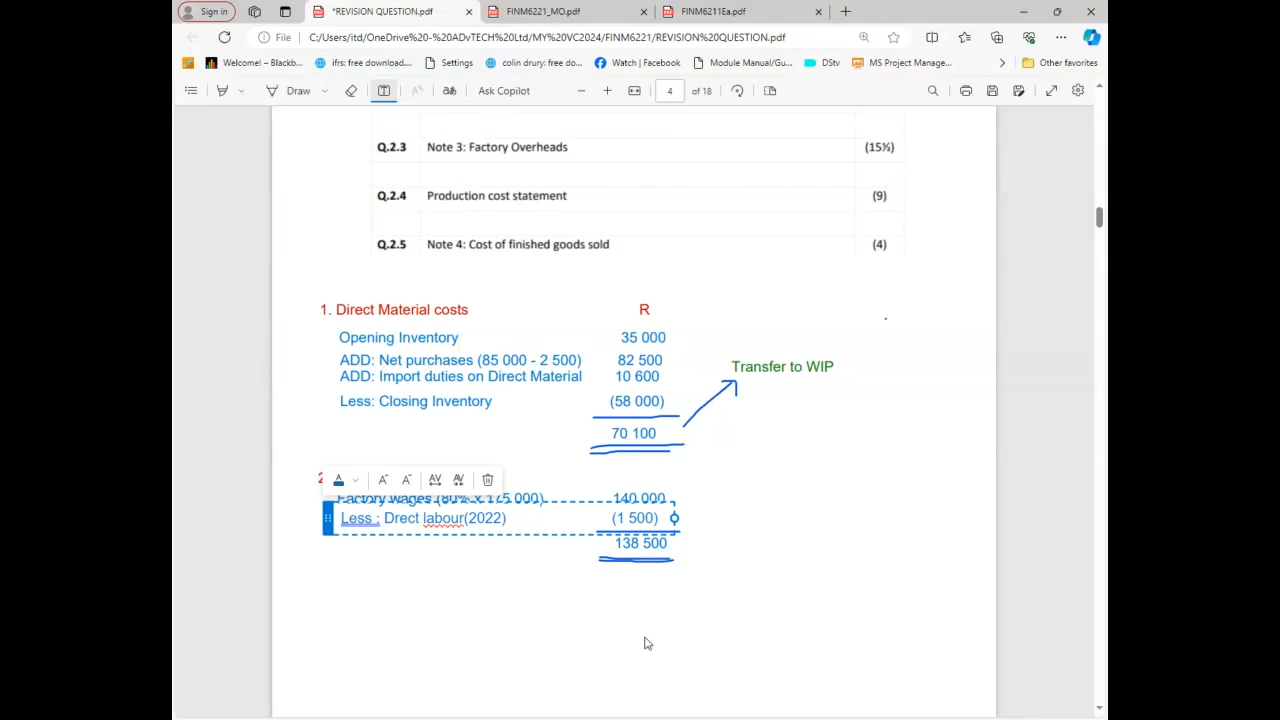 Sign in
*REVISION QUESTION.pdf
FINM6221_MO.pdf
FINM6211Ea.pdf
File
C:/Users/itd/OneDrive%20-%20ADvTECH%20Ltd/MY%20VC2024/FINM6221/REVISION%20QUESTION.pdf
Welcome! – Blackb...
ifrs: free download....
Settings
colin drury: free do...
Watch | Facebook
Module Manual/Gu...
DStv
MS Project Manage...
Other favorites
Draw
Ask Copilot
4 of 18
Q.2.3 Note 3: Factory Overheads (15½)
Q.2.4 Production cost statement (9)
Q.2.5 Note 4: Cost of finished goods sold (4)
1. Direct Material costs R
Opening Inventory 35 000
ADD: Net purchases (85 000 - 2 500) 82 500
Transfer to WIP
ADD: Import duties on Direct Material 10 600
Less: Closing Inventory (58 000)
70 100
2
Factory Wages (80% x 175 000) 140 000
Less : Drect labour(2022) (1 500)
138 500